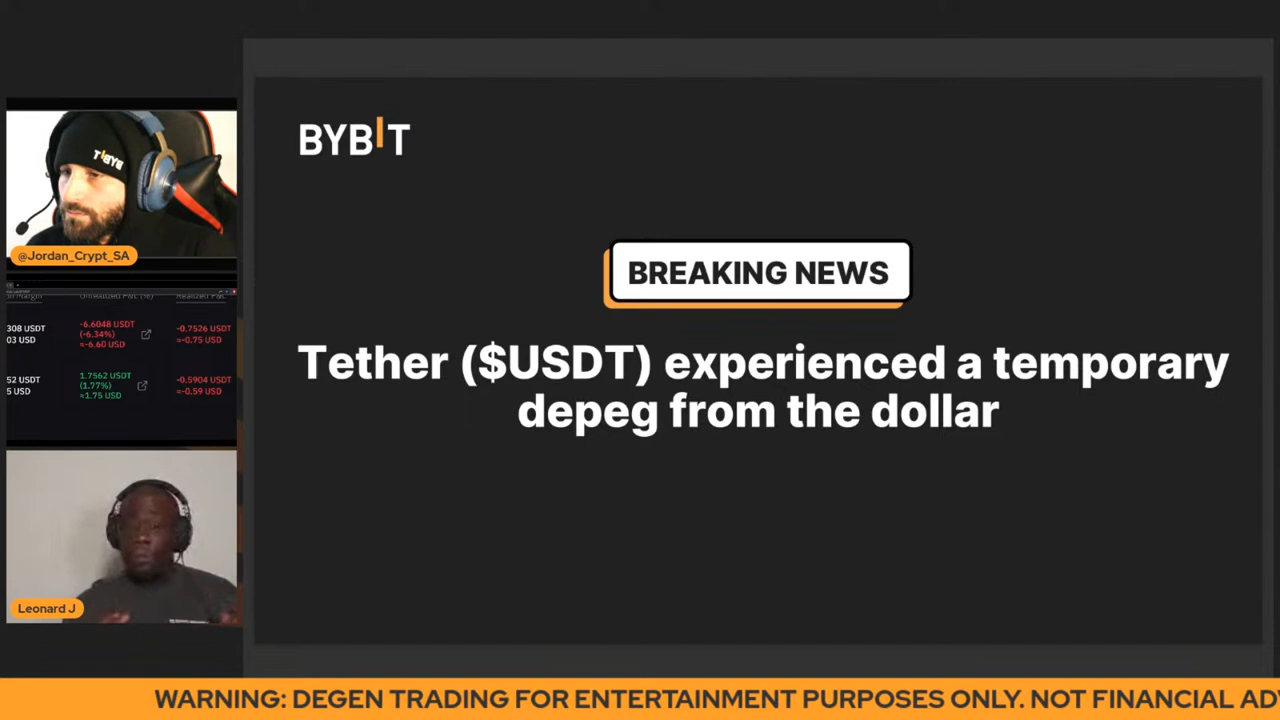 BYBIT
BREAKING NEWS
Tether ($USDT) experienced a temporary
depeg from the dollar
BYBIT
@Jordan_Crypt_SA
308 USDT
03 USD
-6.6048 USDT
(-6.34%)
≈-6.60 USD
-0.7526 USDT
≈-0.75 USD
52 USDT
5 USD
1.7562 USDT
(1.77%)
≈1.75 USD
-0.5904 USDT
≈-0.59 USD
Leonard J
WARNING: DEGEN TRADING FOR ENTERTAINMENT PURPOSES ONLY. NOT FINANCIAL AD